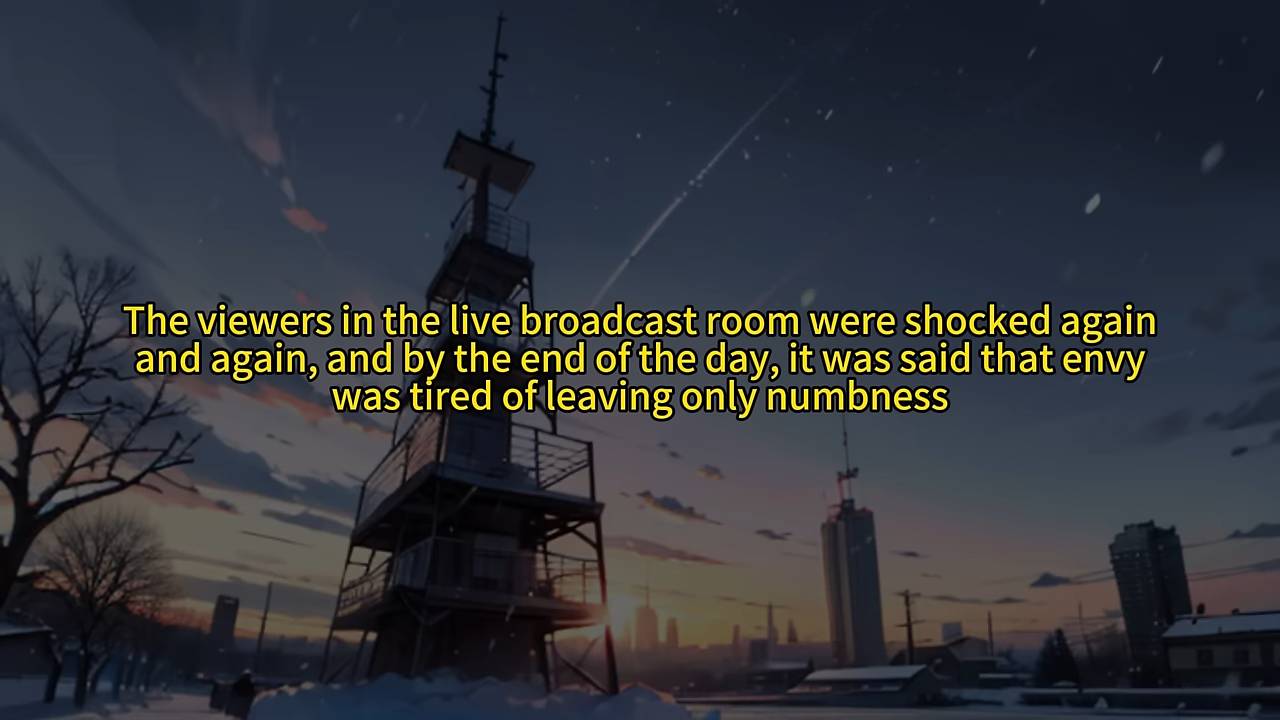 The viewers in the live broadcast room were shocked again
and again, and by the end of the day, it was said that envy
was tired of leaving only numbness